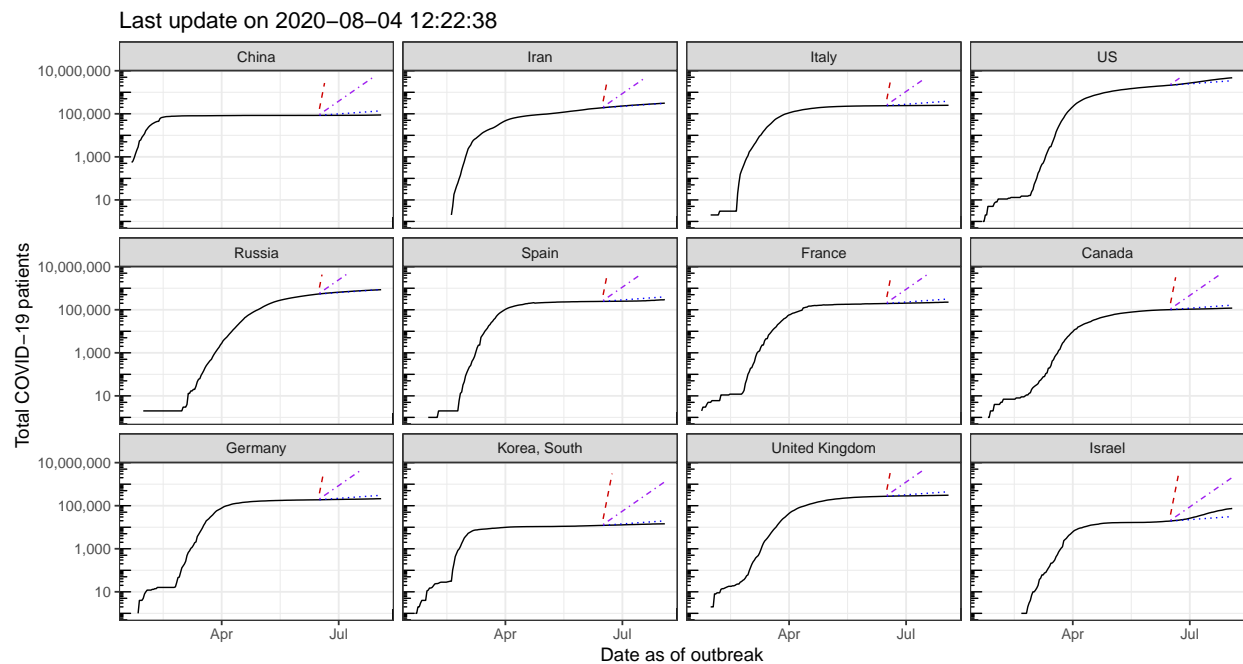 Last update on 2020−08−04 12:22:38
China Iran Italy US
10,000,000
100,000
1,000
10
Russia Spain France Canada
10,000,000
100,000
1,000
10
Total COVID−19 patients
Germany Korea, South United Kingdom Israel
10,000,000
100,000
1,000
10
Apr Jul Apr Jul Apr Jul Apr Jul
Date as of outbreak